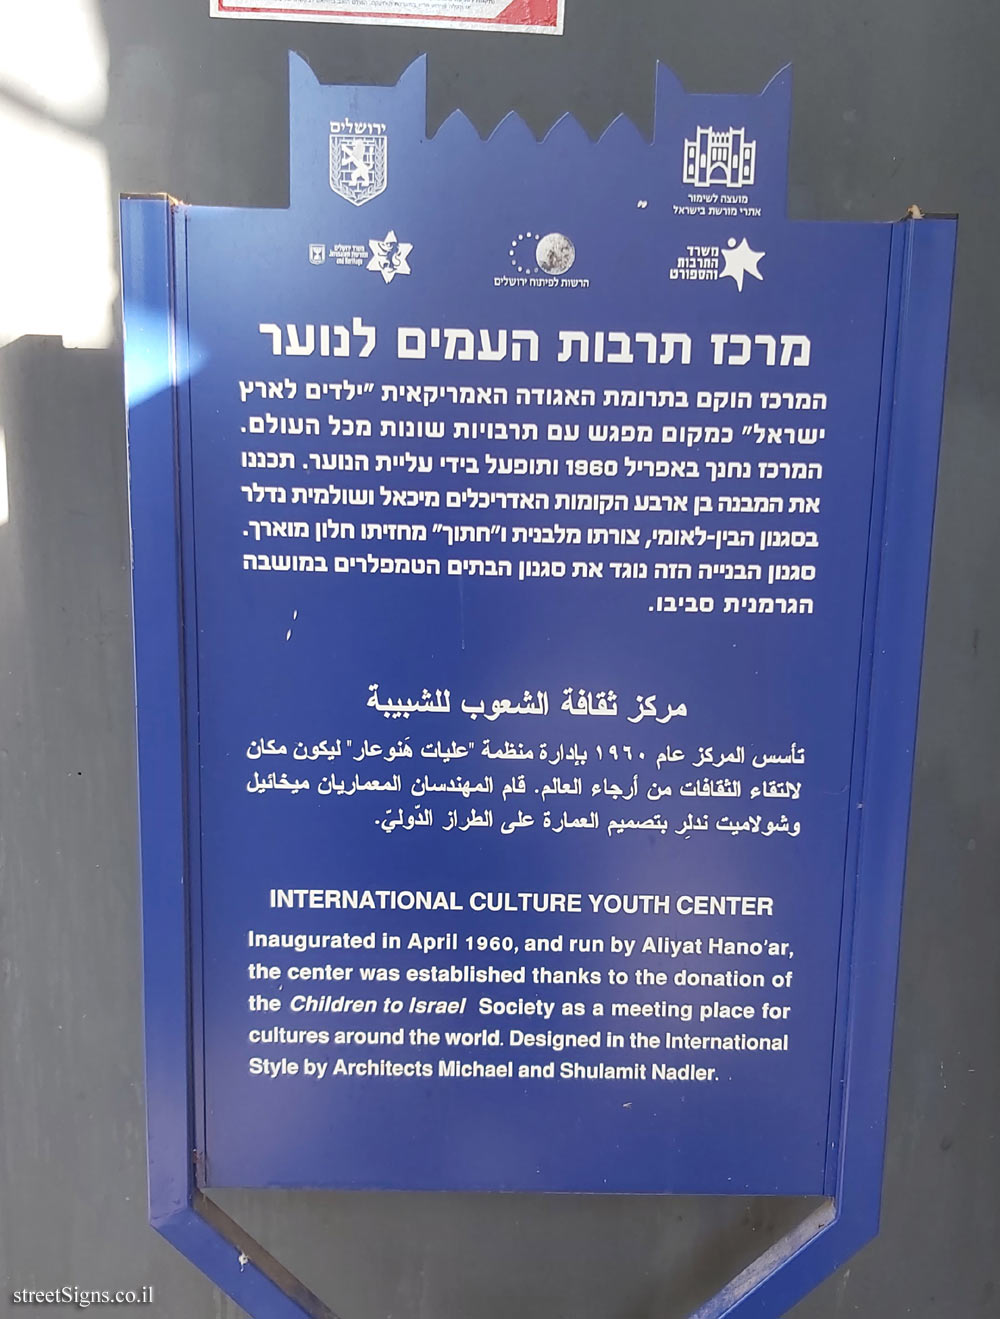 ירושלים
מועצה לשימור
אתרי מורשת בישראל
משרד ירושלים
Jerusalem
and Heritage
הרשות לפיתוח ירושלים
משרד
התרבות
והספורט
מרכז תרבות העמים לנוער
המרכז הוקם בתרומת האגודה האמריקאית "ילדים לארץ
ישראל" כמקום מפגש עם תרבויות שונות מכל העולם.
המרכז נחנך באפריל 1960 ותופעל בידי עליית הנוער. תכננו
את המבנה בן ארבע הקומות האדריכלים מיכאל ושולמית נדלר
בסגנון הבין-לאומי, צורתו מלבנית ו"חתוך" מחזיתו חלון מוארך.
סגנון הבנייה הזה נוגד את סגנון הבתים הטמפלרים במושבה
הגרמנית סביבו.
مركز ثقافة الشعوب للشبيبة
تأسس المركز عام ١٩٦٠ بإدارة منظمة "عليات هَنوعار" ليكون مكان
لالتقاء الثقافات من أرجاء العالم. قام المهندسان المعماريان ميخائيل
وشولاميت ندلِر بتصميم العمارة على الطراز الدّوليّ.
INTERNATIONAL CULTURE YOUTH CENTER
Inaugurated in April 1960, and run by Aliyat Hano'ar,
the center was established thanks to the donation of
the Children to Israel Society as a meeting place for
cultures around the world. Designed in the International
Style by Architects Michael and Shulamit Nadler.
streetSigns.co.il